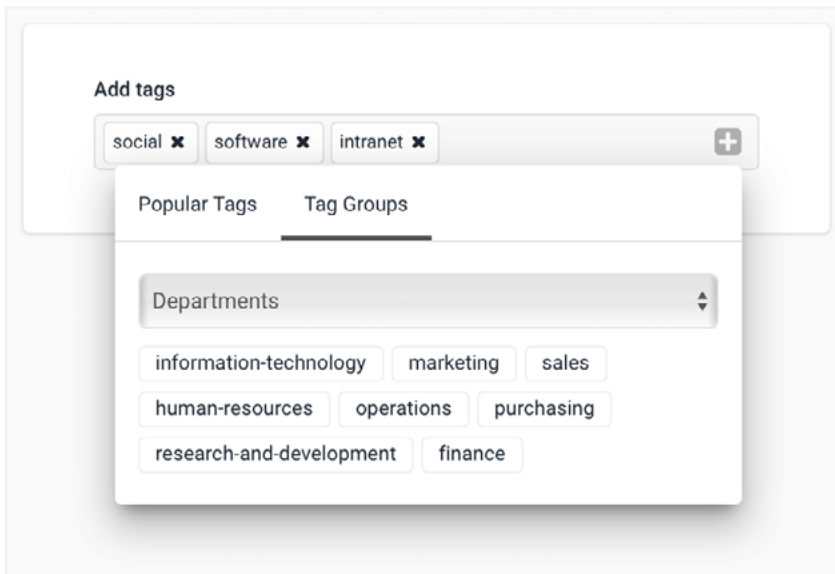 Add tags
social ✖ software ✖ intranet ✖
Popular Tags Tag Groups
Departments
information-technology marketing sales
human-resources operations purchasing
research-and-development finance